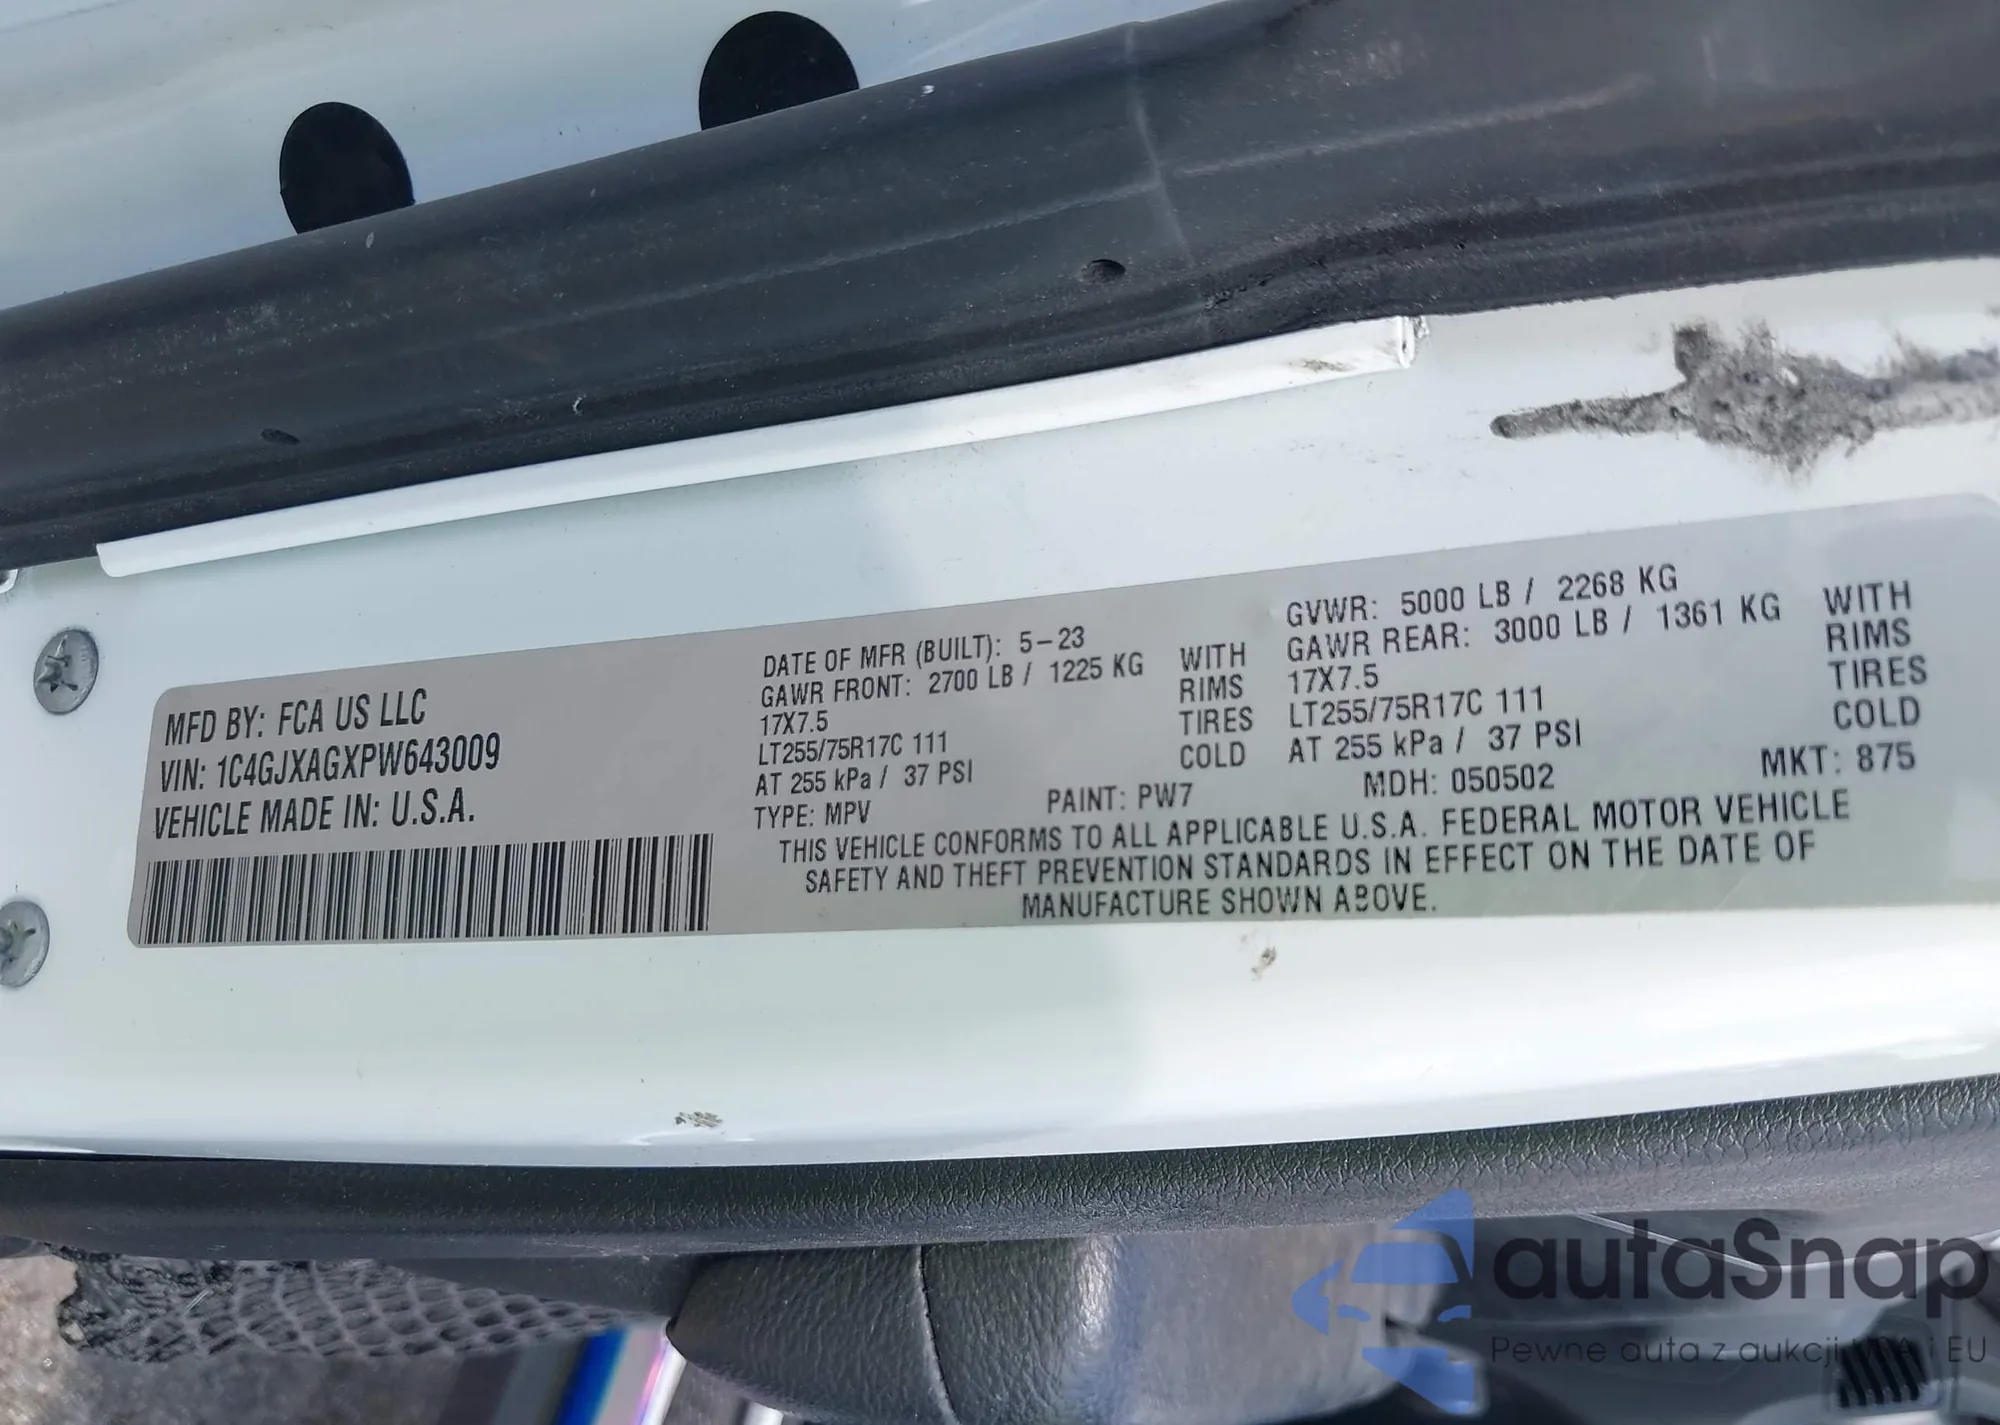 MFD BY: FCA US LLC
VIN: 1C4GJXAGXPW643009
VEHICLE MADE IN: U.S.A.
DATE OF MFR (BUILT): 5-23
GAWR FRONT: 2700 LB / 1225 KG WITH
17X7.5 RIMS
LT255/75R17C 111 TIRES
AT 255 kPa / 37 PSI COLD
GVWR: 5000 LB / 2268 KG
GAWR REAR: 3000 LB / 1361 KG WITH
17X7.5 RIMS
LT255/75R17C 111 TIRES
AT 255 kPa / 37 PSI COLD
TYPE: MPV PAINT: PW7 MDH: 050502 MKT: 875
THIS VEHICLE CONFORMS TO ALL APPLICABLE U.S.A. FEDERAL MOTOR VEHICLE
SAFETY AND THEFT PREVENTION STANDARDS IN EFFECT ON THE DATE OF
MANUFACTURE SHOWN ABOVE.
autaSnap
Pewne auta z aukcji USA i EU